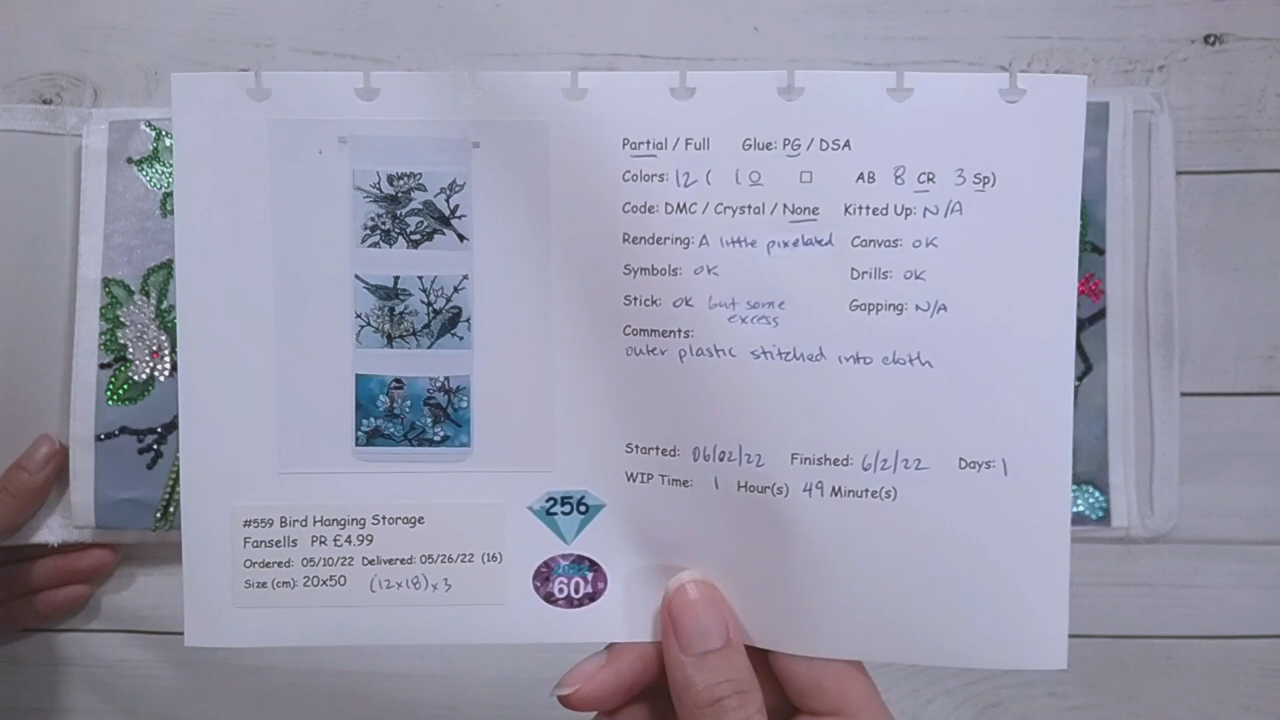 Partial / Full Glue: PG / DSA
Colors: 12 ( 1 ○ □ AB 8 CR 3 Sp)
Code: DMC / Crystal / None Kitted Up: N/A
Rendering: A little pixelated Canvas: OK
Symbols: OK Drills: OK
Stick: OK but some excess Gapping: N/A
Comments:
outer plastic stitched into cloth
Started: 06/02/22 Finished: 6/2/22 Days: 1
WIP Time: 1 Hour(s) 49 Minute(s)
256
2022
60
#559 Bird Hanging Storage
Fansells PR £4.99
Ordered: 05/10/22 Delivered: 05/26/22 (16)
Size (cm): 20x50 (12x18)x3